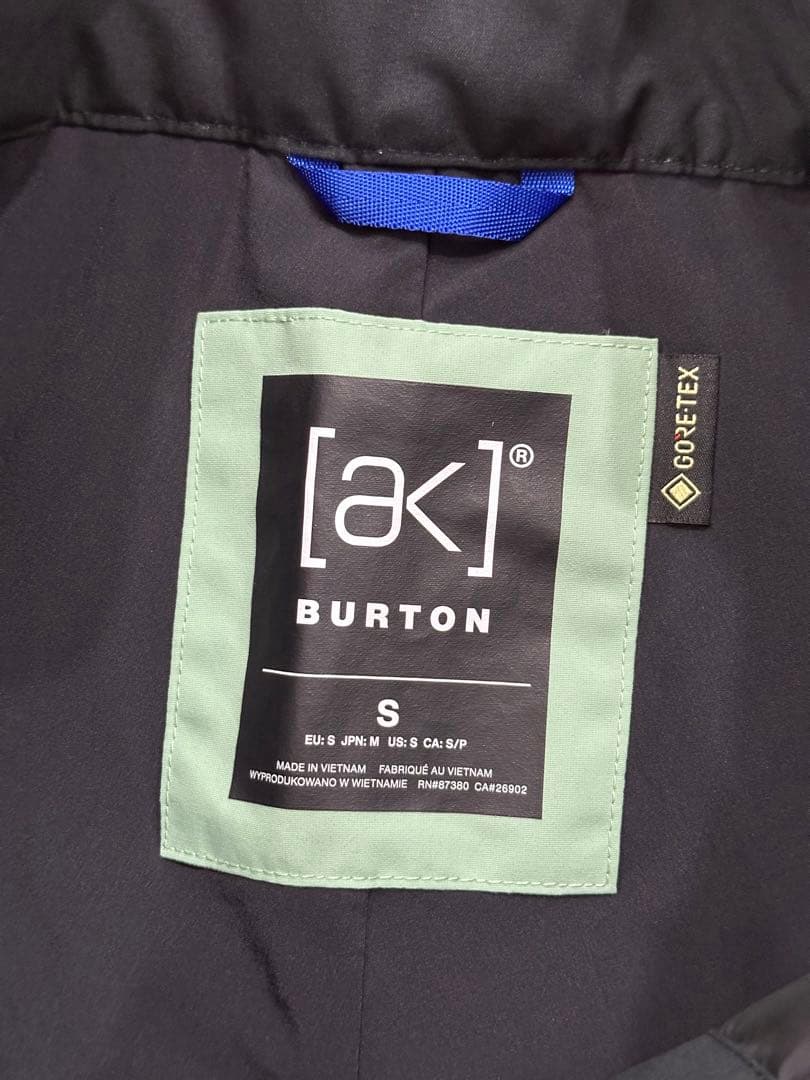 [ak]®
BURTON
S
EU: S JPN: M US: S CA: S/P
MADE IN VIETNAM FABRIQUÉ AU VIETNAM
WYPRODUKOWANO W WIETNAMIE RN#87380 CA#26902
GORE-TEX